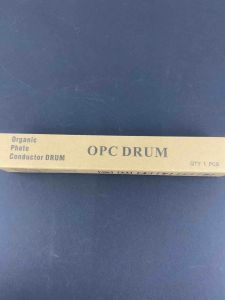 Organic
Photo
Conductor DRUM
OPC DRUM
QTY 1 PCS